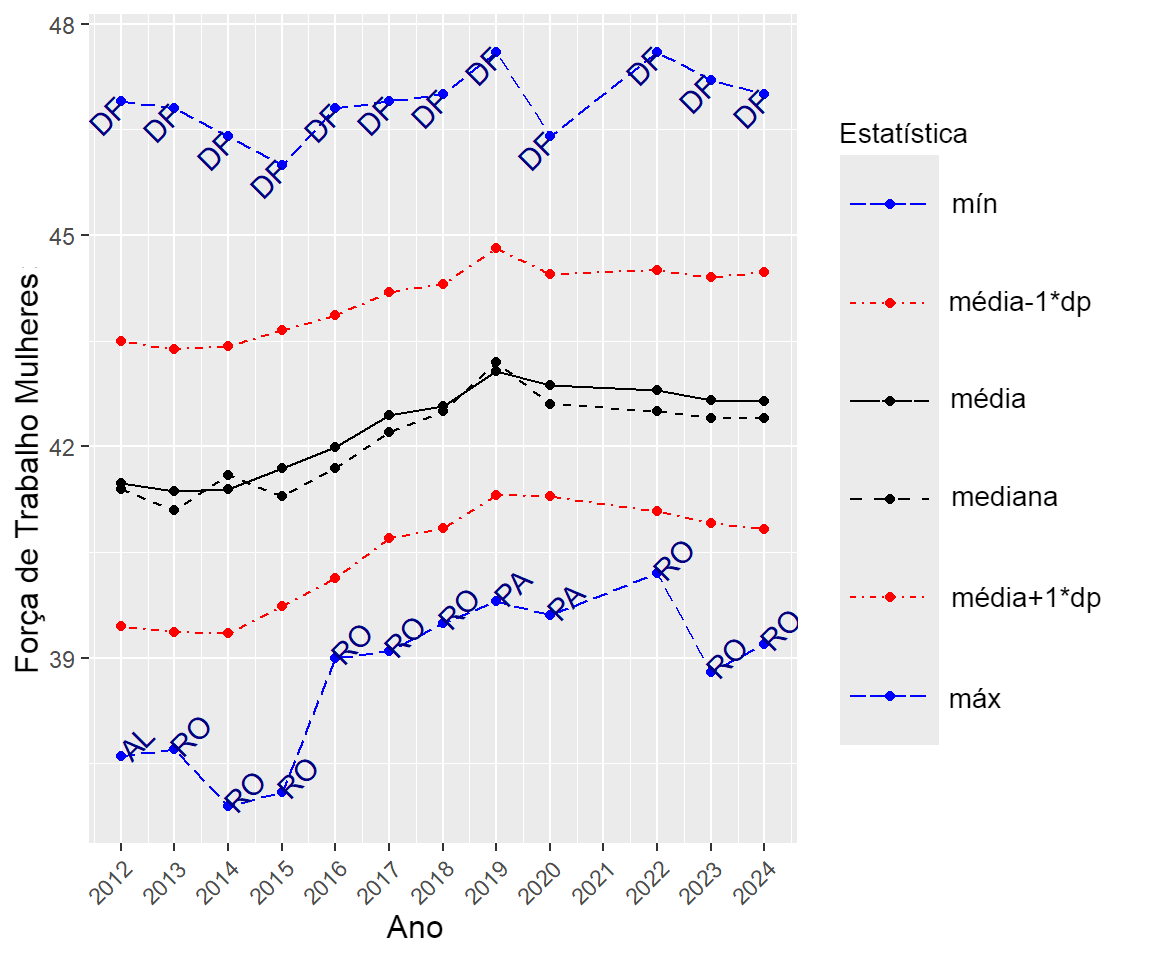 48
45
42
39
Força de Trabalho Mulheres
DF DF DF DF DF DF DF DF DF DF DF DF
AL RO RO RO RO RO RO PA PA RO RO RO
2012 2013 2014 2015 2016 2017 2018 2019 2020 2021 2022 2023 2024
Ano
Estatística
mín
média-1*dp
média
mediana
média+1*dp
máx